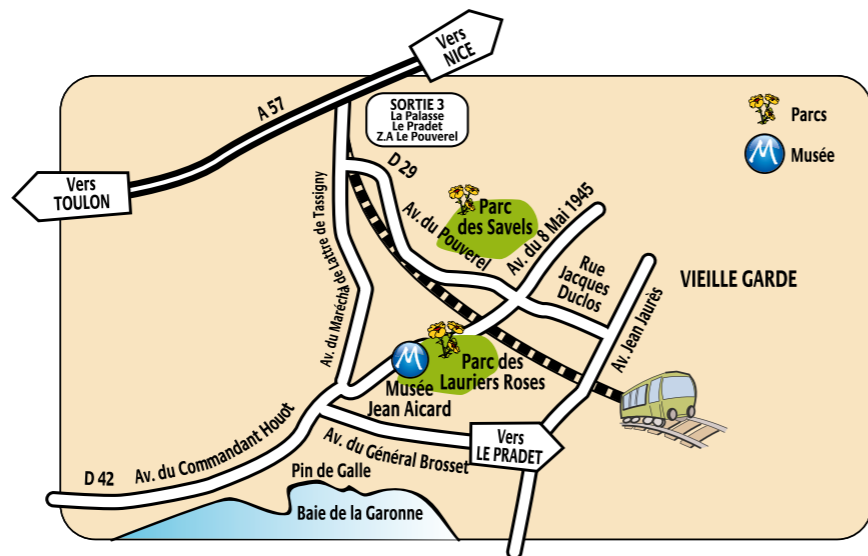 Vers
NICE
A 57
SORTIE 3
La Palasse
Le Pradet
Z.A Le Pouverel
Parcs
M
Musée
Vers
TOULON
D 29
Av. du Pouverel
Parc
des Savels
Av. du 8 Mai 1945
Av. du Maréchal de Lattre de Tassigny
Rue
Jacques
Duclos
VIEILLE GARDE
Av. Jean Jaurès
M
Musée
Jean Aicard
Parc des
Lauriers Roses
Vers
LE PRADET
Av. du Général Brosset
D 42
Av. du Commandant Houot
Pin de Galle
Baie de la Garonne